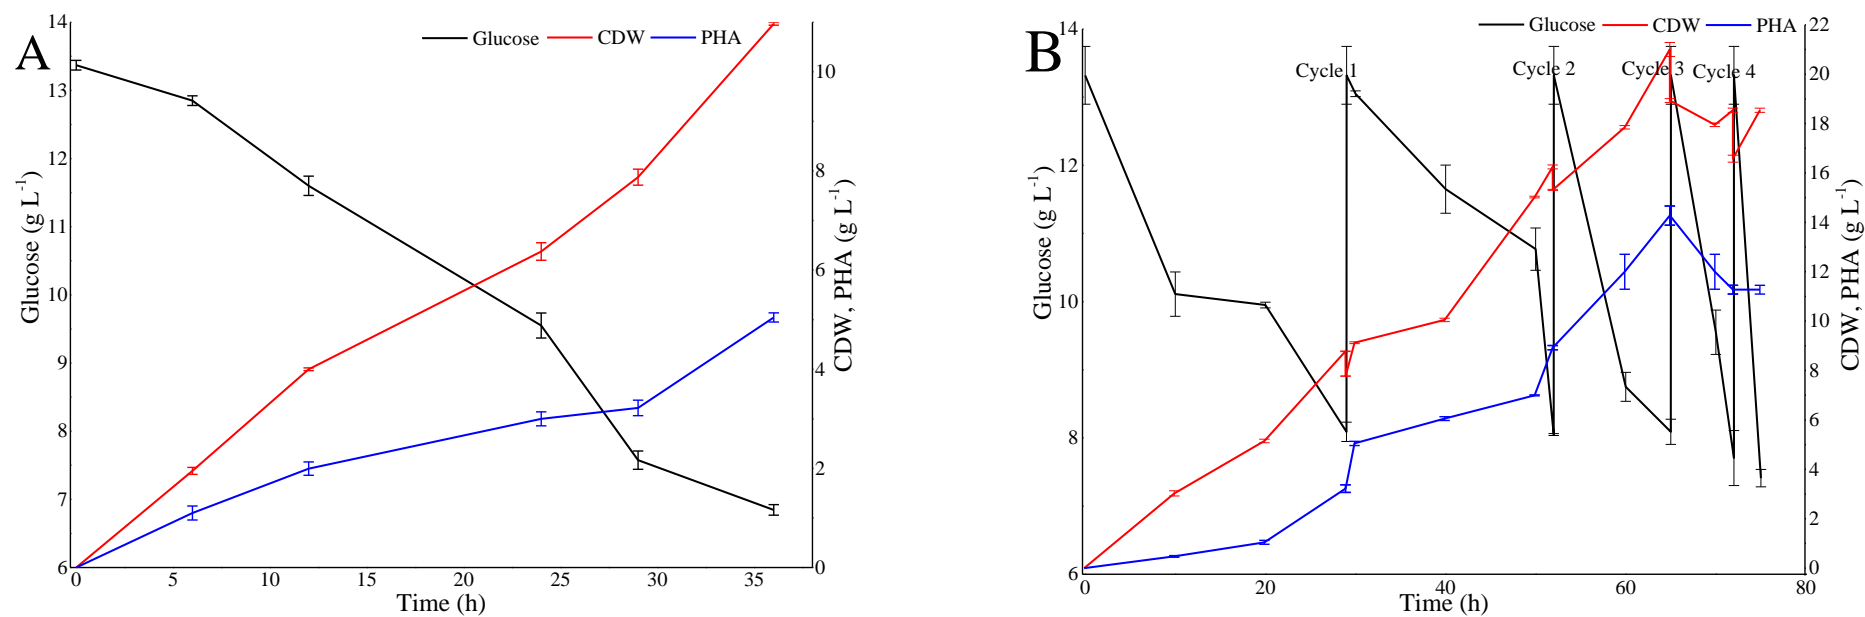 A
Glucose CDW PHA
14
13
12
11
10
9
8
7
6
Glucose (g L⁻¹)
10
8
6
4
2
0
CDW, PHA (g L⁻¹)
0 5 10 15 20 25 30 35
Time (h)
B
Glucose CDW PHA
Cycle 1 Cycle 2 Cycle 3 Cycle 4
14
12
10
8
6
Glucose (g L⁻¹)
22
20
18
16
14
12
10
8
6
4
2
0
CDW, PHA (g L⁻¹)
0 20 40 60 80
Time (h)